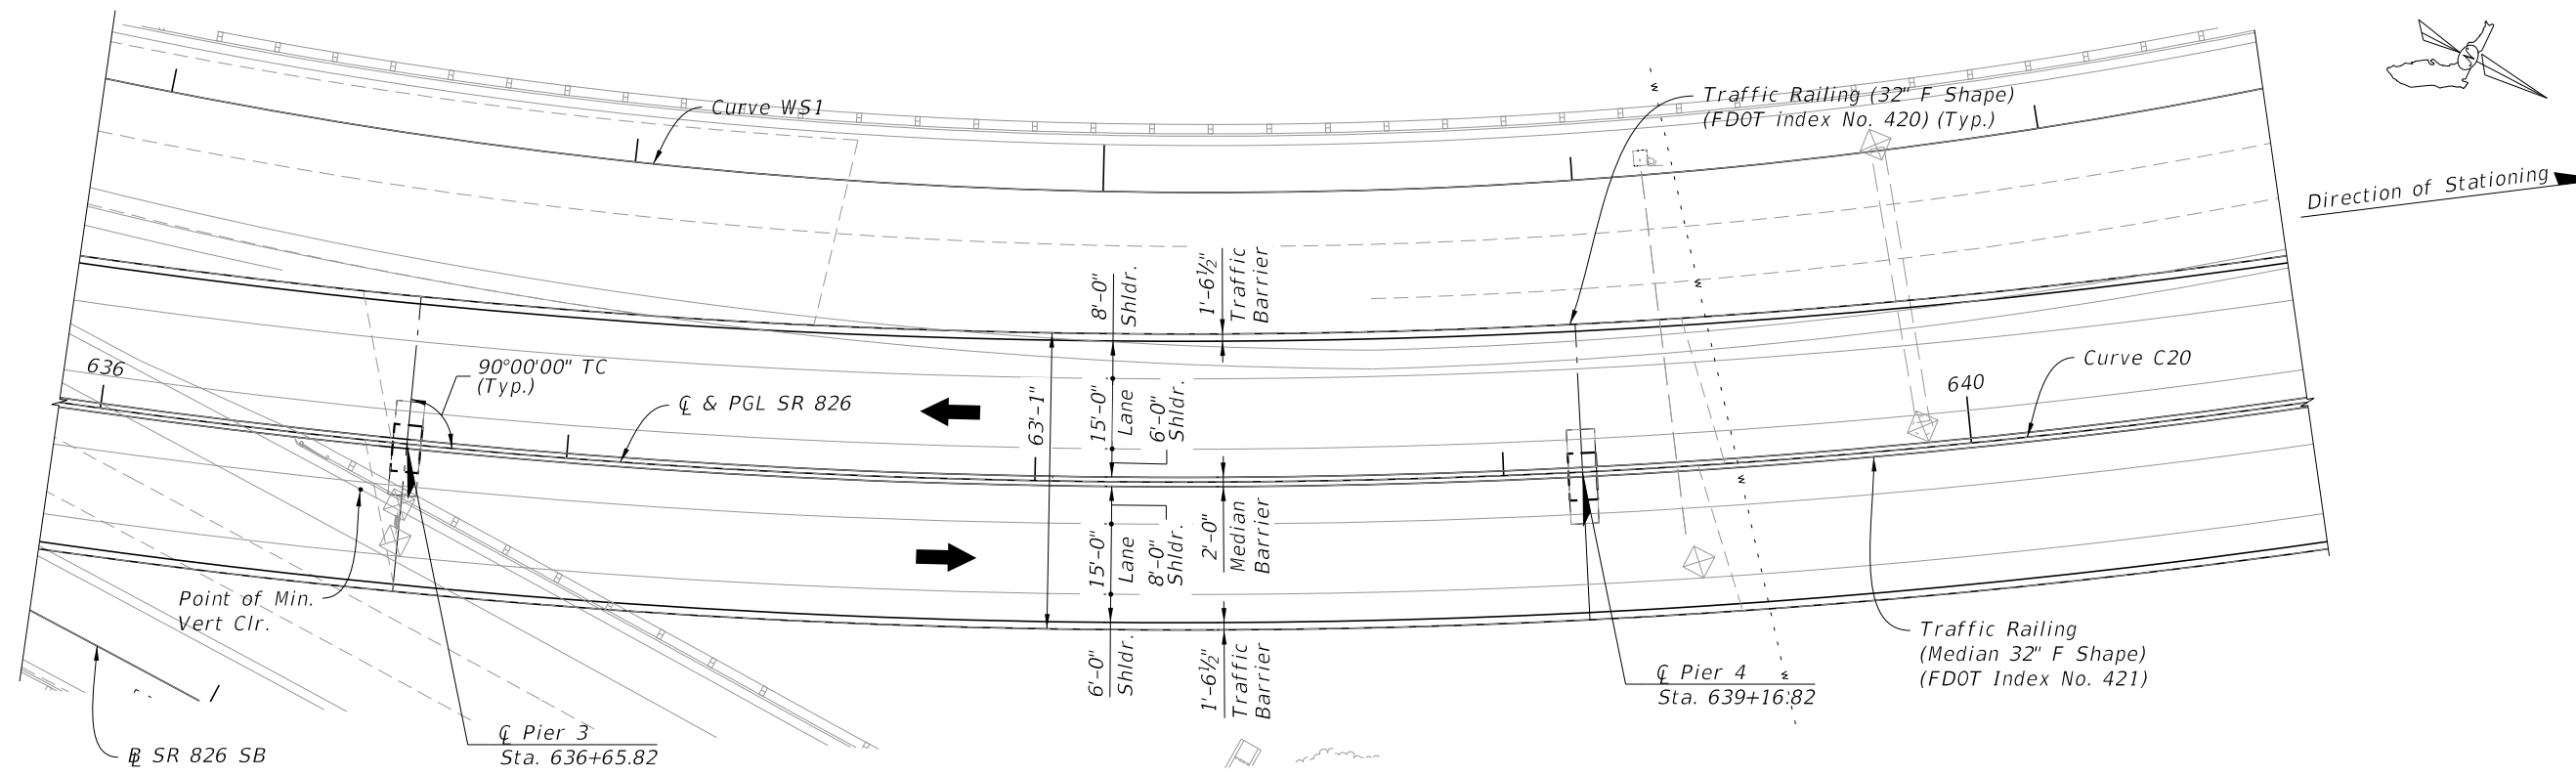 Curve WS1
Traffic Railing (32" F Shape)
(FDOT index No. 420) (Typ.)
Direction of Stationing
N
8'-0"
Shldr.
1'-6½"
Traffic
Barrier
636
90°00'00" TC
(Typ.)
℄ & PGL SR 826
63'-1"
15'-0"
Lane
6'-0"
Shldr.
640
Curve C20
15'-0"
Lane
8'-0"
Shldr.
2'-0"
Median
Barrier
Point of Min.
Vert Clr.
6'-0"
Shldr.
1'-6½"
Traffic
Barrier
℄ Pier 4
Sta. 639+16.82
Traffic Railing
(Median 32" F Shape)
(FDOT Index No. 421)
℄ Pier 3
Sta. 636+65.82
BL SR 826 SB